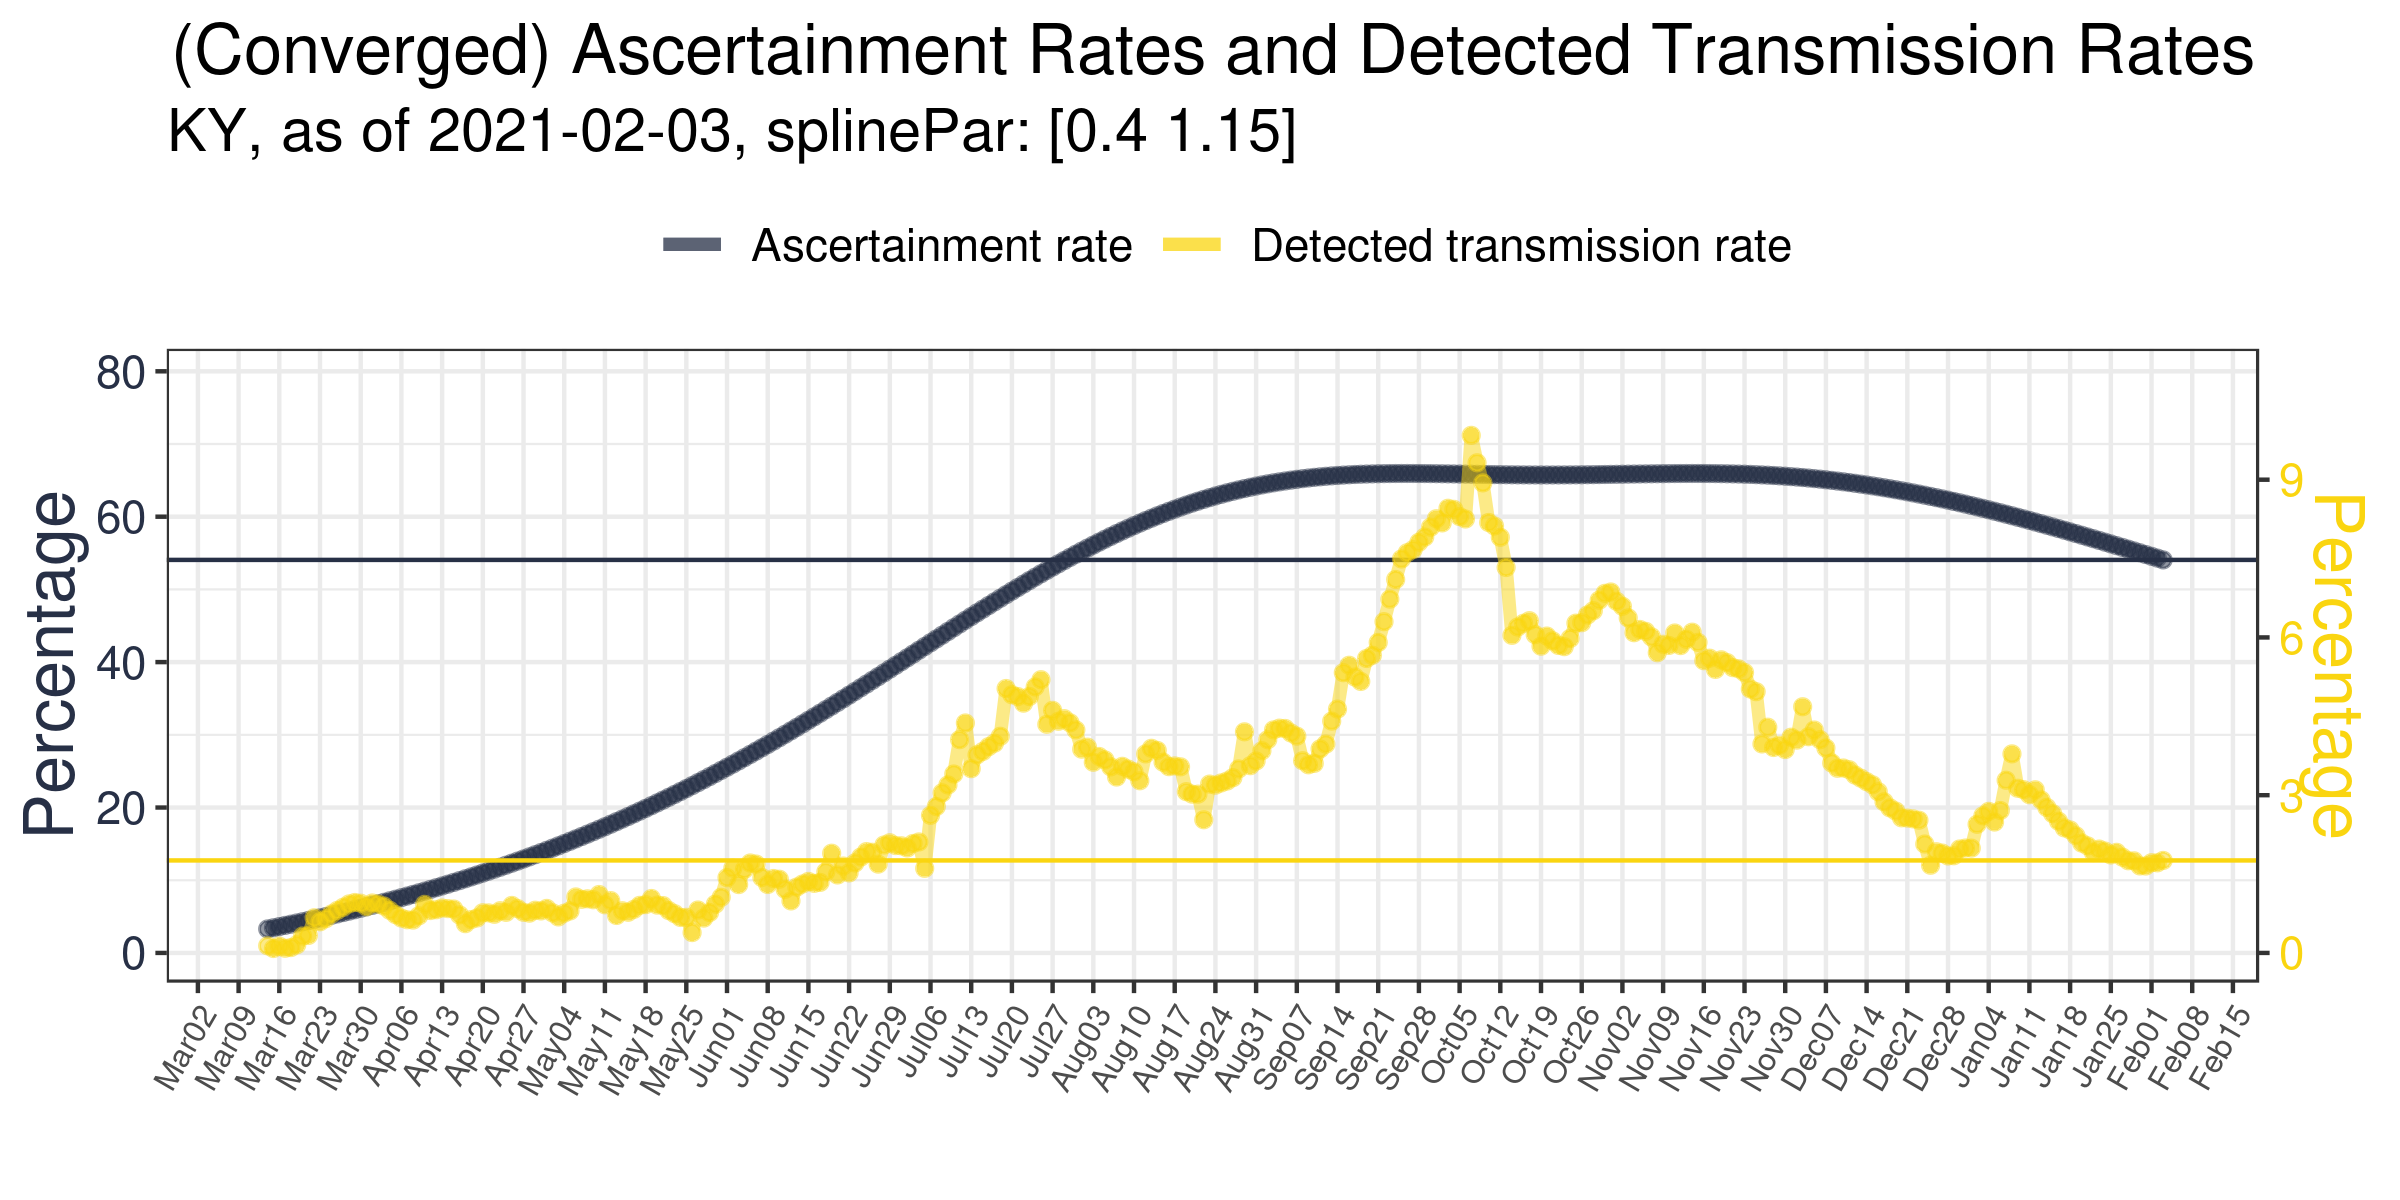 (Converged) Ascertainment Rates and Detected Transmission Rates
KY, as of 2021-02-03, splinePar: [0.4 1.15]
Ascertainment rate Detected transmission rate
Percentage
80
60
40
20
0
9
6
3
0
Percentage
Mar02 Mar09 Mar16 Mar23 Mar30 Apr06 Apr13 Apr20 Apr27 May04 May11 May18 May25 Jun01 Jun08 Jun15 Jun22 Jun29 Jul06 Jul13 Jul20 Jul27 Aug03 Aug10 Aug17 Aug24 Aug31 Sep07 Sep14 Sep21 Sep28 Oct05 Oct12 Oct19 Oct26 Nov02 Nov09 Nov16 Nov23 Nov30 Dec07 Dec14 Dec21 Dec28 Jan04 Jan11 Jan18 Jan25 Feb01 Feb08 Feb15